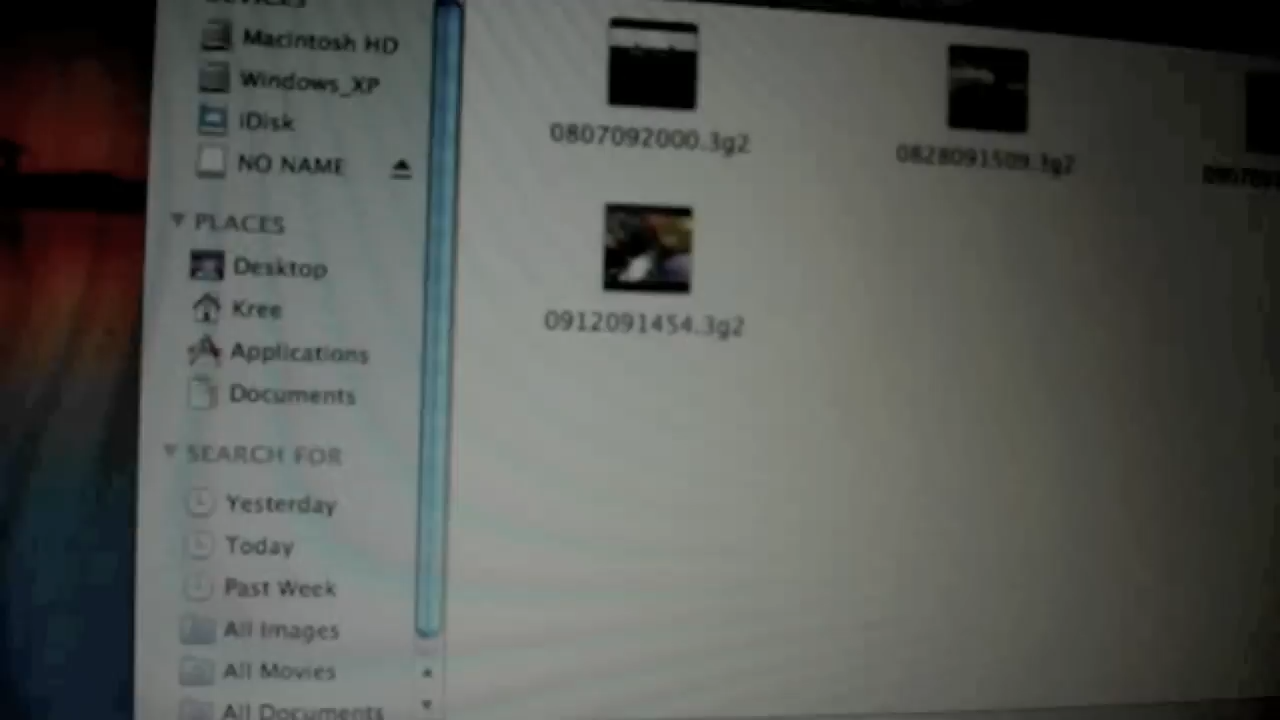 DEVICES
Macintosh HD
Windows_XP
iDisk
NO NAME
PLACES
Desktop
Kree
Applications
Documents
SEARCH FOR
Yesterday
Today
Past Week
All Images
All Movies
All Documents
0807092000.3g2
0828091509.3g2
0912091454.3g2